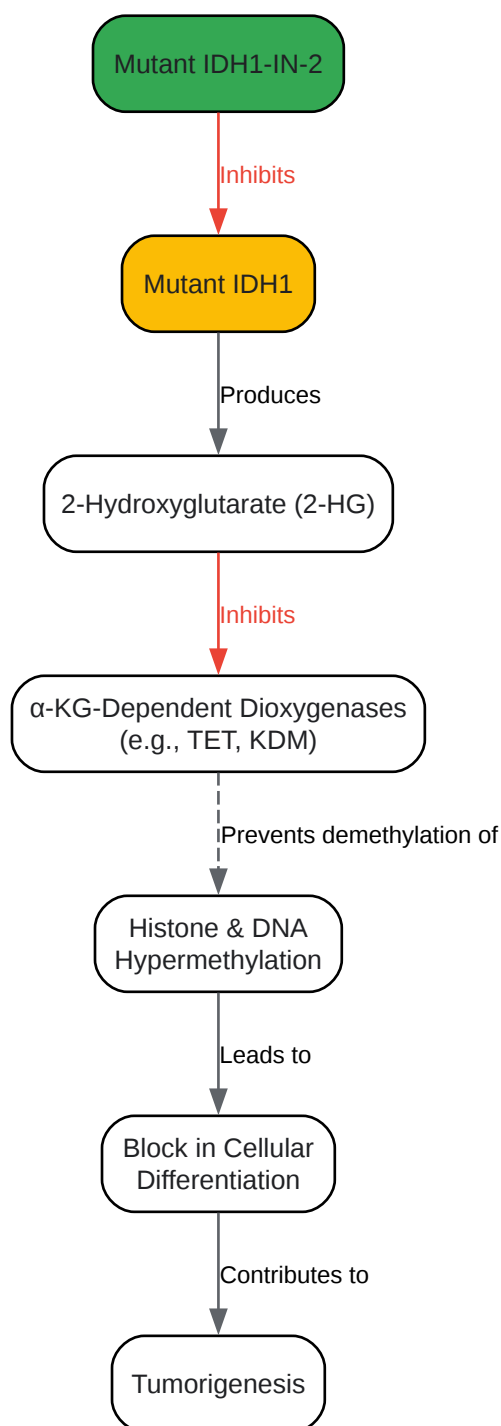 Mutant IDH1-IN-2
Inhibits
Mutant IDH1
Produces
2-Hydroxyglutarate (2-HG)
Inhibits
α-KG-Dependent Dioxygenases
(e.g., TET, KDM)
Prevents demethylation of
Histone & DNA
Hypermethylation
Leads to
Block in Cellular
Differentiation
Contributes to
Tumorigenesis